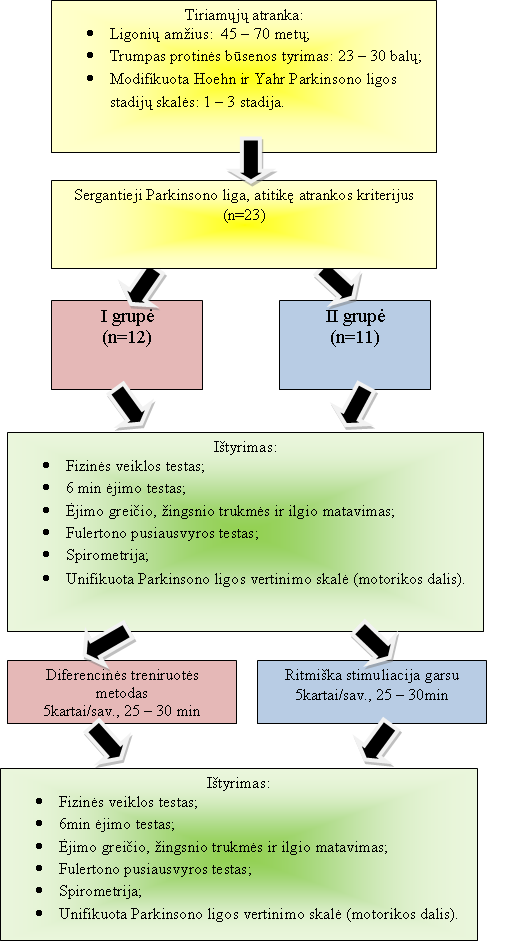 Tiriamųjų atranka:
• Ligonių amžius: 45 – 70 metų;
• Trumpas protinės būsenos tyrimas: 23 – 30 balų;
• Modifikuota Hoehn ir Yahr Parkinsono ligos
stadijų skalės: 1 – 3 stadija.
Sergantieji Parkinsono liga, atitikę atrankos kriterijus
(n=23)
I grupė
(n=12)
II grupė
(n=11)
Ištyrimas:
• Fizinės veiklos testas;
• 6 min ėjimo testas;
• Ėjimo greičio, žingsnio trukmės ir ilgio matavimas;
• Fulertono pusiausvyros testas;
• Spirometrija;
• Unifikuota Parkinsono ligos vertinimo skalė (motorikos dalis).
Diferencinės treniruotės
metodas
5kartai/sav., 25 – 30 min
Ritmiška stimuliacija garsu
5kartai/sav., 25 – 30min
Ištyrimas:
• Fizinės veiklos testas;
• 6min ėjimo testas;
• Ėjimo greičio, žingsnio trukmės ir ilgio matavimas;
• Fulertono pusiausvyros testas;
• Spirometrija;
• Unifikuota Parkinsono ligos vertinimo skalė (motorikos dalis).